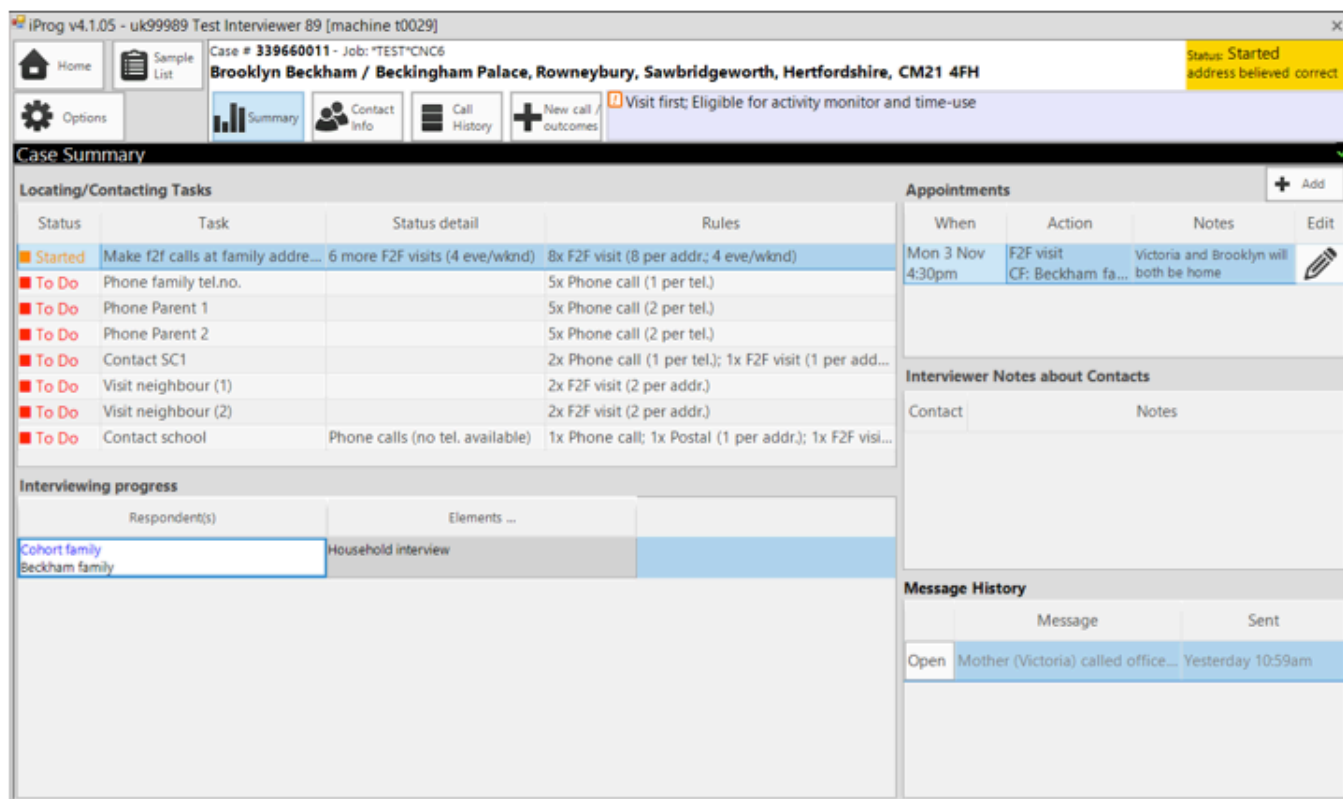 iProg v4.1.05 - uk99989 Test Interviewer 89 [machine t0029]
Home
Sample List
Case # 339660011 - Job: *TEST*CNC6
Brooklyn Beckham / Beckingham Palace, Rowneybury, Sawbridgeworth, Hertfordshire, CM21 4FH
Status: Started
address believed correct
Options
Summary
Contact Info
Call History
New call / outcomes
Visit first; Eligible for activity monitor and time-use
Case Summary
Locating/Contacting Tasks
Status Task Status detail Rules
Started Make f2f calls at family addre... 6 more F2F visits (4 eve/wknd) 8x F2F visit (8 per addr.; 4 eve/wknd)
To Do Phone family tel.no. 5x Phone call (1 per tel.)
To Do Phone Parent 1 5x Phone call (2 per tel.)
To Do Phone Parent 2 5x Phone call (2 per tel.)
To Do Contact SC1 2x Phone call (1 per tel.); 1x F2F visit (1 per add...
To Do Visit neighbour (1) 2x F2F visit (2 per addr.)
To Do Visit neighbour (2) 2x F2F visit (2 per addr.)
To Do Contact school Phone calls (no tel. available) 1x Phone call; 1x Postal (1 per addr.); 1x F2F visi...
Interviewing progress
Respondent(s) Elements ...
Cohort family Household interview
Beckham family
Appointments
Add
When Action Notes Edit
Mon 3 Nov F2F visit Victoria and Brooklyn will
4:30pm CF: Beckham fa... both be home
Interviewer Notes about Contacts
Contact Notes
Message History
Message Sent
Open Mother (Victoria) called office... Yesterday 10:59am